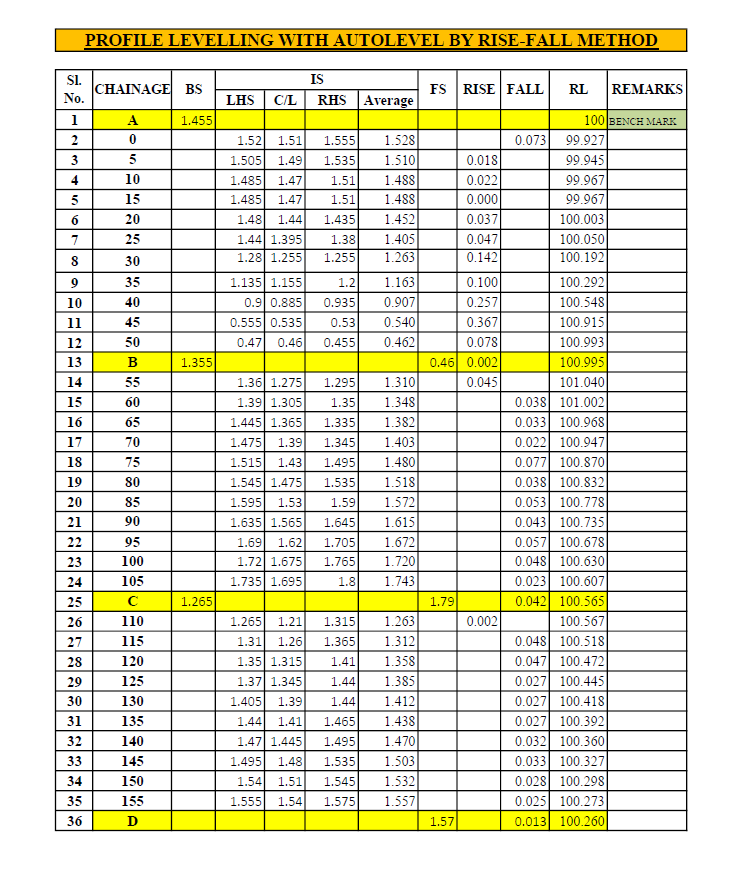 PROFILE LEVELLING WITH AUTOLEVEL BY RISE-FALL METHOD
Sl. No. CHAINAGE BS IS FS RISE FALL RL REMARKS
LHS C/L RHS Average
1 A 1.455 100 BENCH MARK
2 0 1.52 1.51 1.555 1.528 0.073 99.927
3 5 1.505 1.49 1.535 1.510 0.018 99.945
4 10 1.485 1.47 1.51 1.488 0.022 99.967
5 15 1.485 1.47 1.51 1.488 0.000 99.967
6 20 1.48 1.44 1.435 1.452 0.037 100.003
7 25 1.44 1.395 1.38 1.405 0.047 100.050
8 30 1.28 1.255 1.255 1.263 0.142 100.192
9 35 1.135 1.155 1.2 1.163 0.100 100.292
10 40 0.9 0.885 0.935 0.907 0.257 100.548
11 45 0.555 0.535 0.53 0.540 0.367 100.915
12 50 0.47 0.46 0.455 0.462 0.078 100.993
13 B 1.355 0.46 0.002 100.995
14 55 1.36 1.275 1.295 1.310 0.045 101.040
15 60 1.39 1.305 1.35 1.348 0.038 101.002
16 65 1.445 1.365 1.335 1.382 0.033 100.968
17 70 1.475 1.39 1.345 1.403 0.022 100.947
18 75 1.515 1.43 1.495 1.480 0.077 100.870
19 80 1.545 1.475 1.535 1.518 0.038 100.832
20 85 1.595 1.53 1.59 1.572 0.053 100.778
21 90 1.635 1.565 1.645 1.615 0.043 100.735
22 95 1.69 1.62 1.705 1.672 0.057 100.678
23 100 1.72 1.675 1.765 1.720 0.048 100.630
24 105 1.735 1.695 1.8 1.743 0.023 100.607
25 C 1.265 1.79 0.042 100.565
26 110 1.265 1.21 1.315 1.263 0.002 100.567
27 115 1.31 1.26 1.365 1.312 0.048 100.518
28 120 1.35 1.315 1.41 1.358 0.047 100.472
29 125 1.37 1.345 1.44 1.385 0.027 100.445
30 130 1.405 1.39 1.44 1.412 0.027 100.418
31 135 1.44 1.41 1.465 1.438 0.027 100.392
32 140 1.47 1.445 1.495 1.470 0.032 100.360
33 145 1.495 1.48 1.535 1.503 0.033 100.327
34 150 1.54 1.51 1.545 1.532 0.028 100.298
35 155 1.555 1.54 1.575 1.557 0.025 100.273
36 D 1.57 0.013 100.260